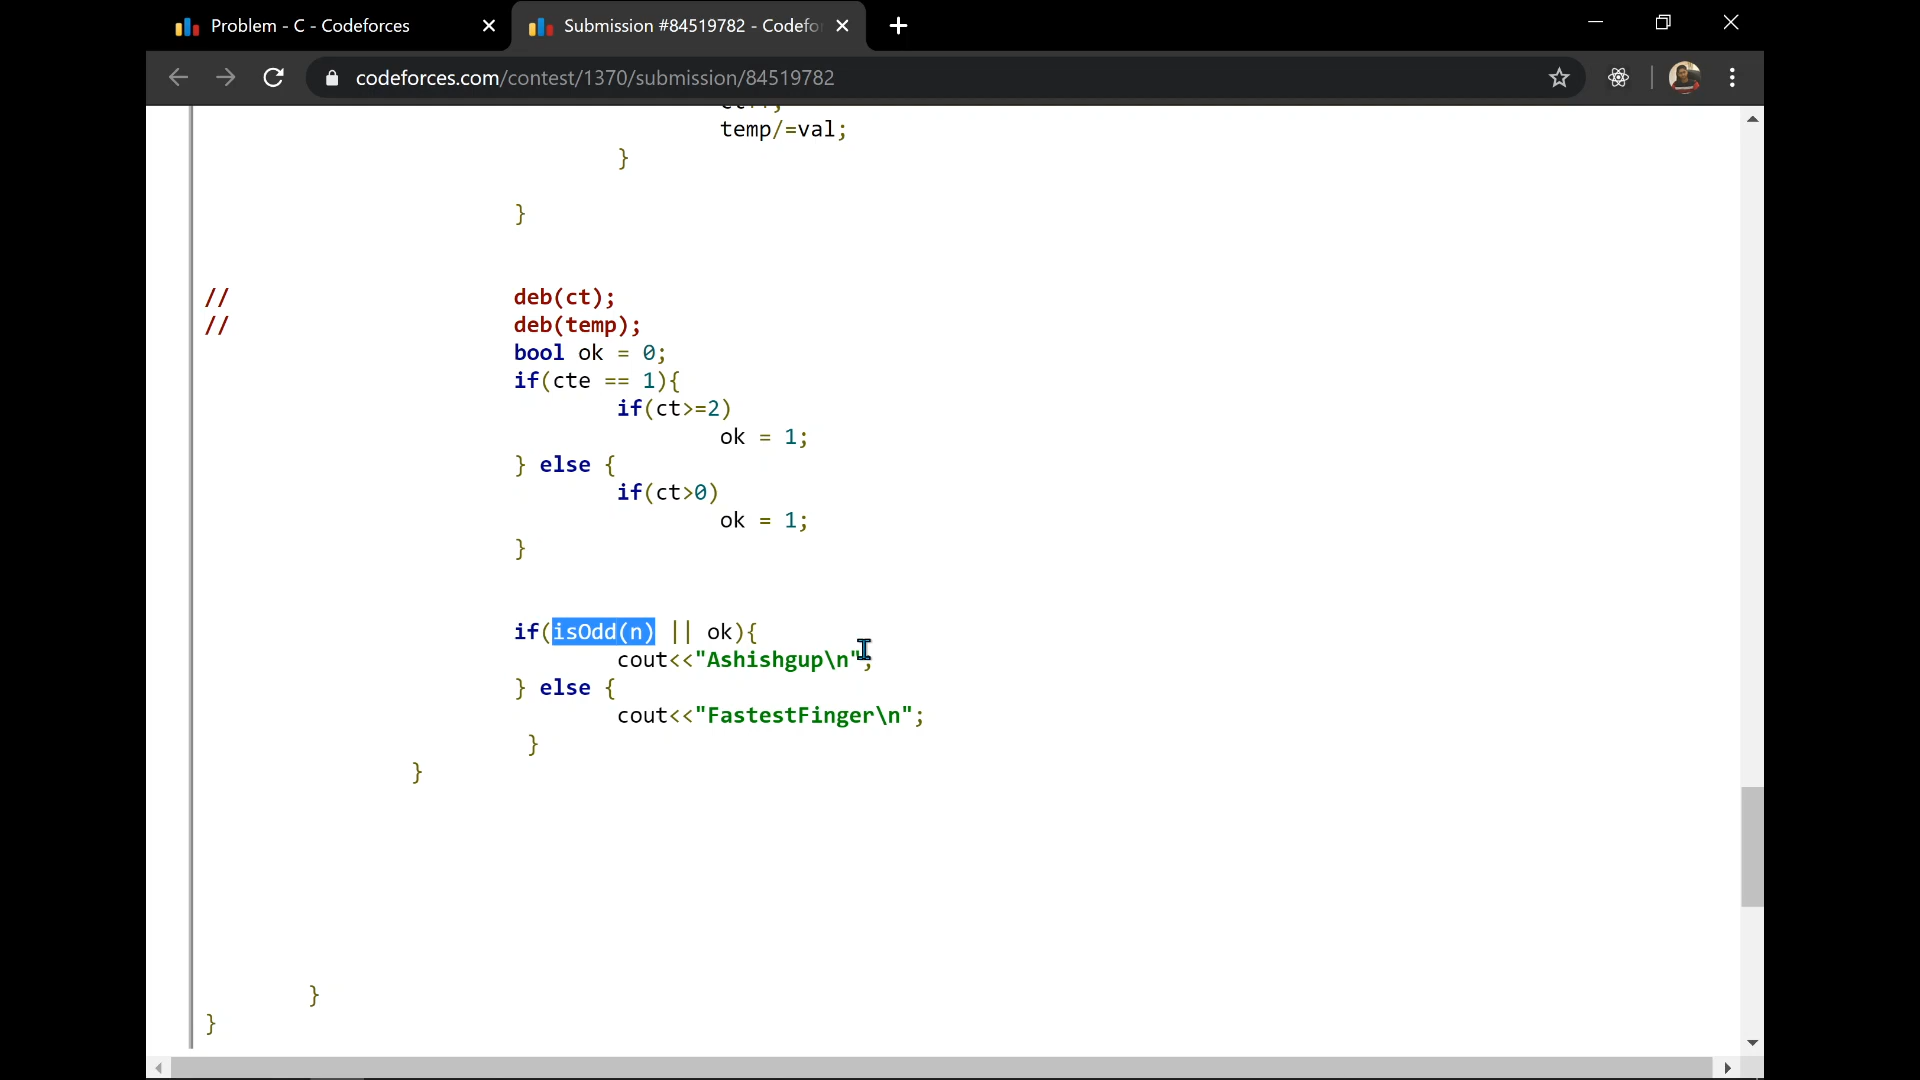 Problem - C - Codeforces
Submission #84519782 - Codefo
codeforces.com/contest/1370/submission/84519782
temp/=val;
}
}
// deb(ct);
// deb(temp);
bool ok = 0;
if(cte == 1){
if(ct>=2)
ok = 1;
} else {
if(ct>0)
ok = 1;
}
if(isOdd(n) || ok){
cout<<"Ashishgup\n";
} else {
cout<<"FastestFinger\n";
}
}
}
}